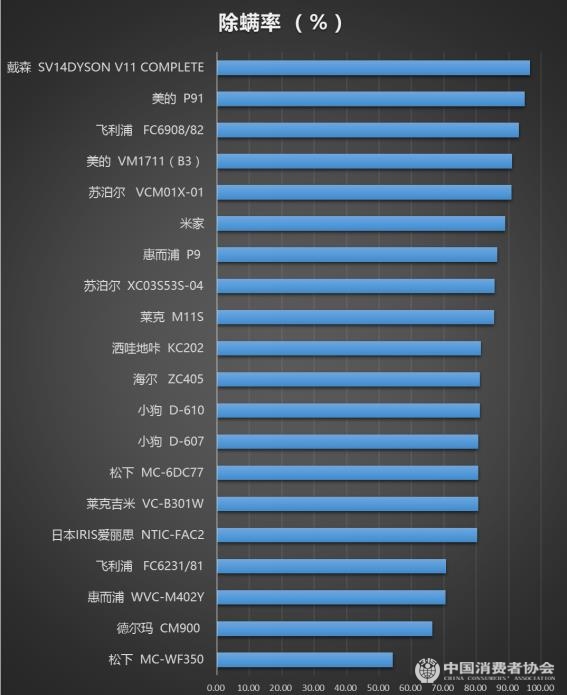 除螨率（%）
戴森 SV14DYSON V11 COMPLETE
美的 P91
飞利浦 FC6908/82
美的 VM1711（B3）
苏泊尔 VCM01X-01
米家
惠而浦 P9
苏泊尔 XC03S53S-04
莱克 M11S
洒哇地咔 KC202
海尔 ZC405
小狗 D-610
小狗 D-607
松下 MC-6DC77
莱克吉米 VC-B301W
日本IRIS爱丽思 NTIC-FAC2
飞利浦 FC6231/81
惠而浦 WVC-M402Y
德尔玛 CM900
松下 MC-WF350
0.00 10.00 20.00 30.00 40.00 50.00 60.00 70.00 80.00 90.00 100.00
中国消费者协会
CHINA CONSUMERS' ASSOCIATION